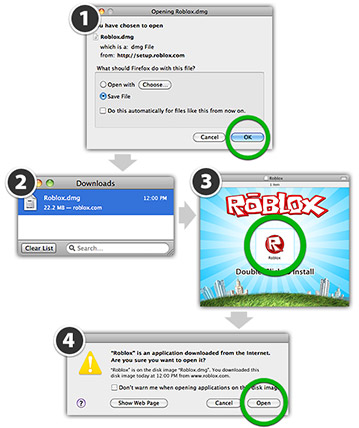 1
Opening Roblox.dmg
ou have chosen to open
Roblox.dmg
which is a: dmg File
from: http://setup.roblox.com
What should Firefox do with this file?
Open with Choose...
Save File
Do this automatically for files like this from now on.
Cancel OK
2
Downloads
Roblox.dmg 12:00 PM
22.2 MB — roblox.com
Clear List Search...
3
Roblox
1 item
ROBLOX
R
Roblox
Doub Install
4
"Roblox" is an application downloaded from the Internet.
Are you sure you want to open it?
"Roblox" is on the disk image "Roblox.dmg". You downloaded this
disk image today at 12:00 PM from www.roblox.com.
Don't warn me when opening applications on this disk image
? Show Web Page Cancel Open